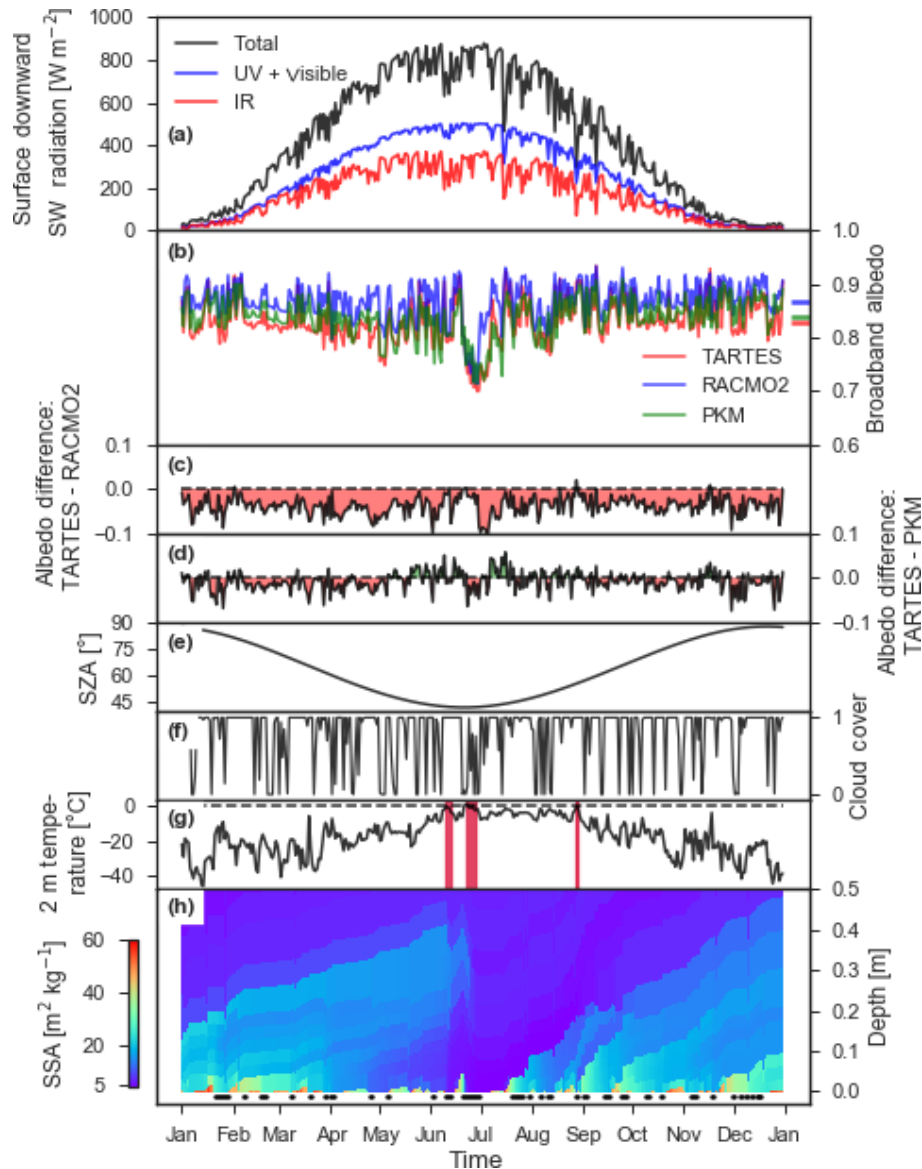 Surface downward
SW radiation [W m−2]
1000
800
600
400
200
0
Total
UV + visible
IR
(a)
(b)
1.0
0.9
0.8
0.7
0.6
Broadband albedo
TARTES
RACMO2
PKM
Albedo difference:
TARTES - RACMO2
0.1
0.0
−0.1
(c)
(d)
0.1
0.0
−0.1
Albedo difference:
TARTES - PKM
SZA [°]
90
75
60
45
(e)
(f)
1
0
Cloud cover
2 m tempe-
rature [°C]
0
−20
−40
(g)
(h)
SSA [m2 kg−1]
60
40
20
5
0.5
0.4
0.3
0.2
0.1
0.0
Depth [m]
Jan Feb Mar Apr May Jun Jul Aug Sep Oct Nov Dec Jan
Time